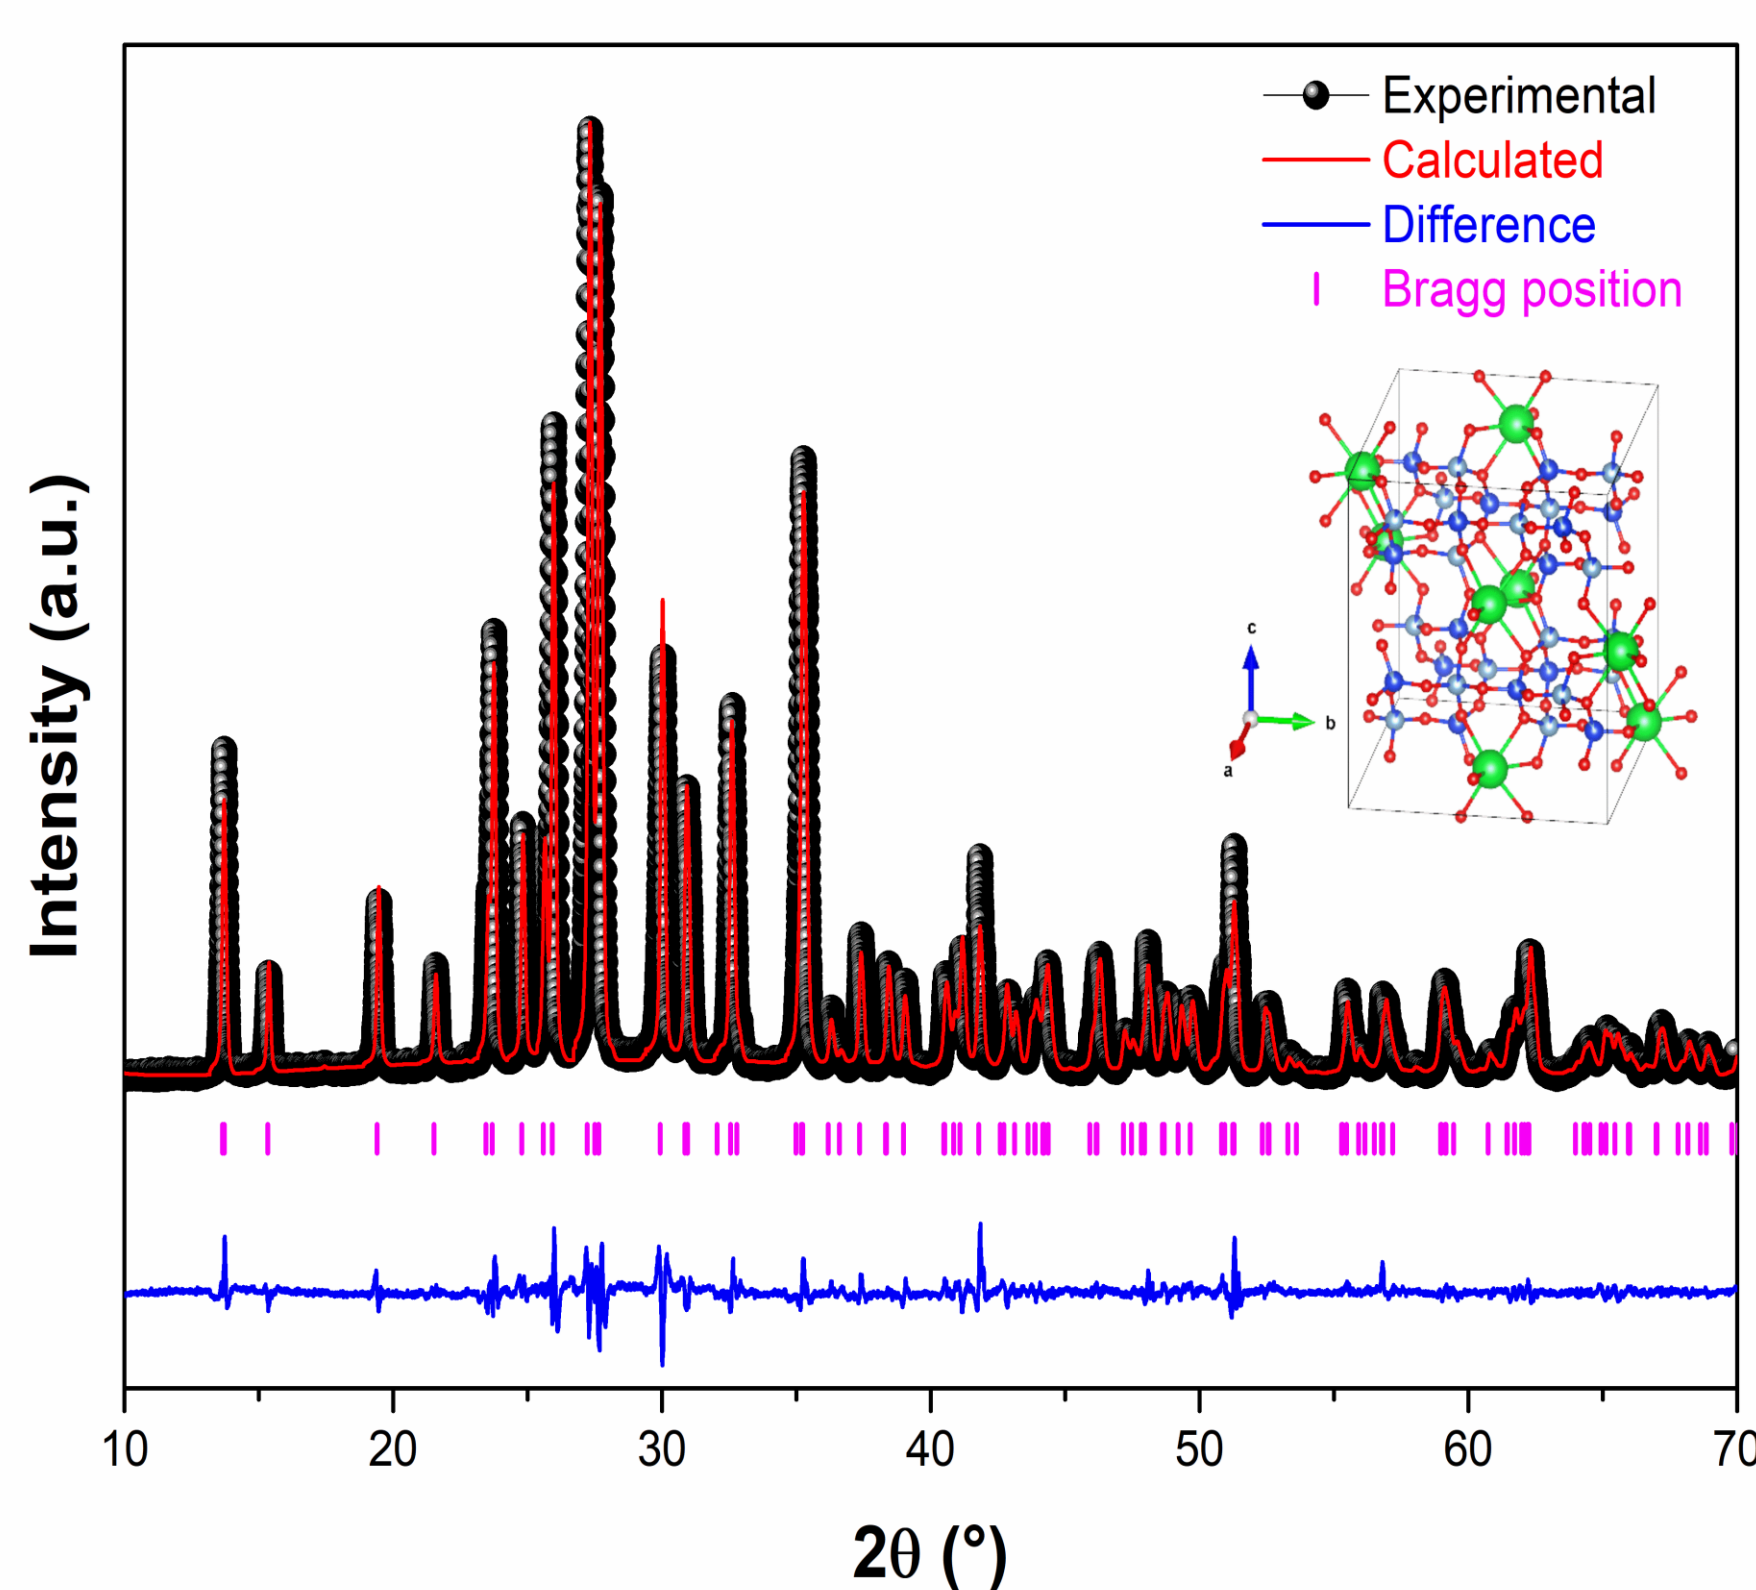 Experimental
Calculated
Difference
Bragg position
Intensity (a.u.)
c
b
a
10 20 30 40 50 60 70
2θ (°)